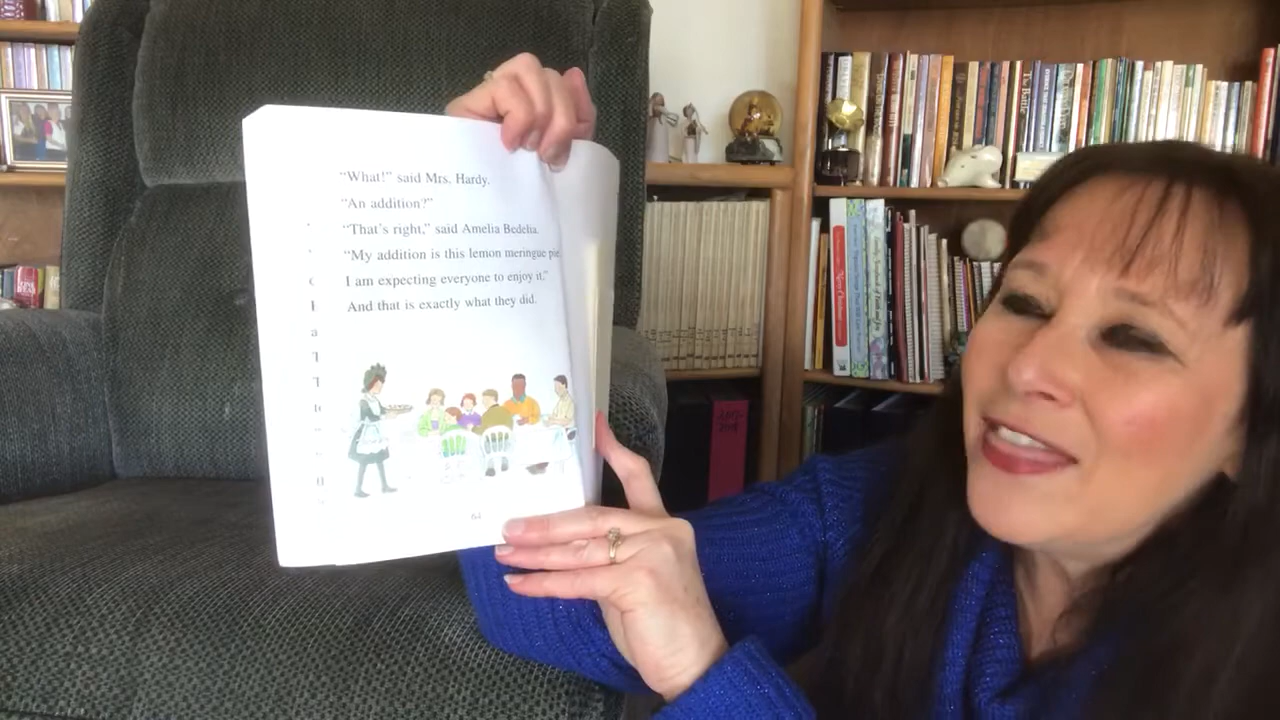 “What!” said Mrs. Hardy.
“An addition?”
“That's right,” said Amelia Bedelia.
“My addition is this lemon meringue pie.
I am expecting everyone to enjoy it.”
And that is exactly what they did.
64